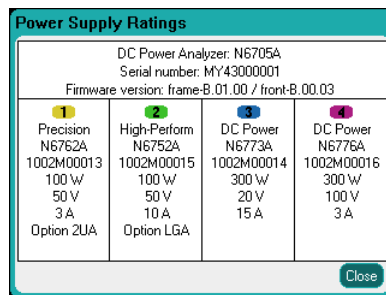 Power Supply Ratings
DC Power Analyzer: N6705A
Serial number: MY43000001
Firmware version: frame-B.01.00 / front-B.00.03
1 2 3 4
Precision High-Perform DC Power DC Power
N6762A N6752A N6773A N6776A
1002M00013 1002M00015 1002M00014 1002M00016
100 W 100 W 300 W 300 W
50 V 50 V 20 V 100 V
3 A 10 A 15 A 3 A
Option 2UA Option LGA
Close